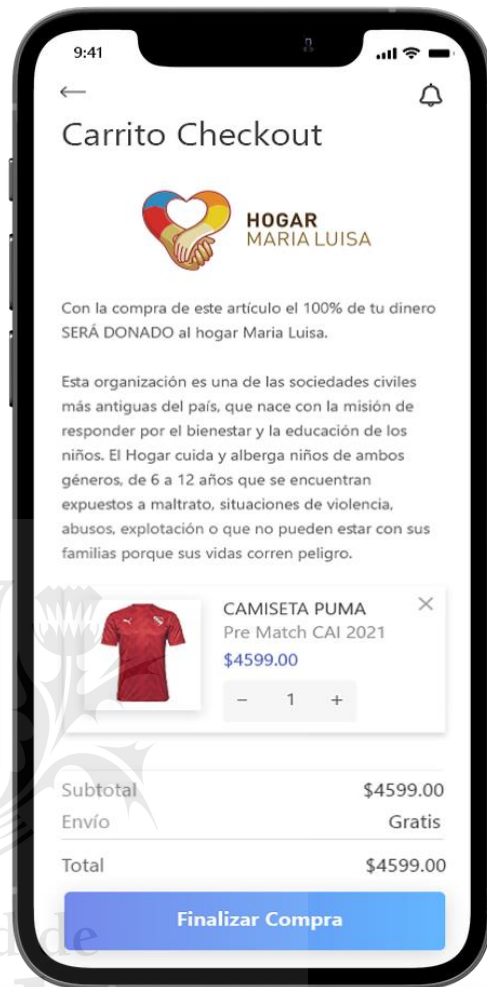 9:41
Carrito Checkout
HOGAR
MARIA LUISA
Con la compra de este artículo el 100% de tu dinero
SERÁ DONADO al hogar Maria Luisa.
Esta organización es una de las sociedades civiles
más antiguas del país, que nace con la misión de
responder por el bienestar y la educación de los
niños. El Hogar cuida y alberga niños de ambos
géneros, de 6 a 12 años que se encuentran
expuestos a maltrato, situaciones de violencia,
abusos, explotación o que no pueden estar con sus
familias porque sus vidas corren peligro.
CAMISETA PUMA
Pre Match CAI 2021
$4599.00
− 1 +
Subtotal $4599.00
Envío Gratis
Total $4599.00
Finalizar Compra